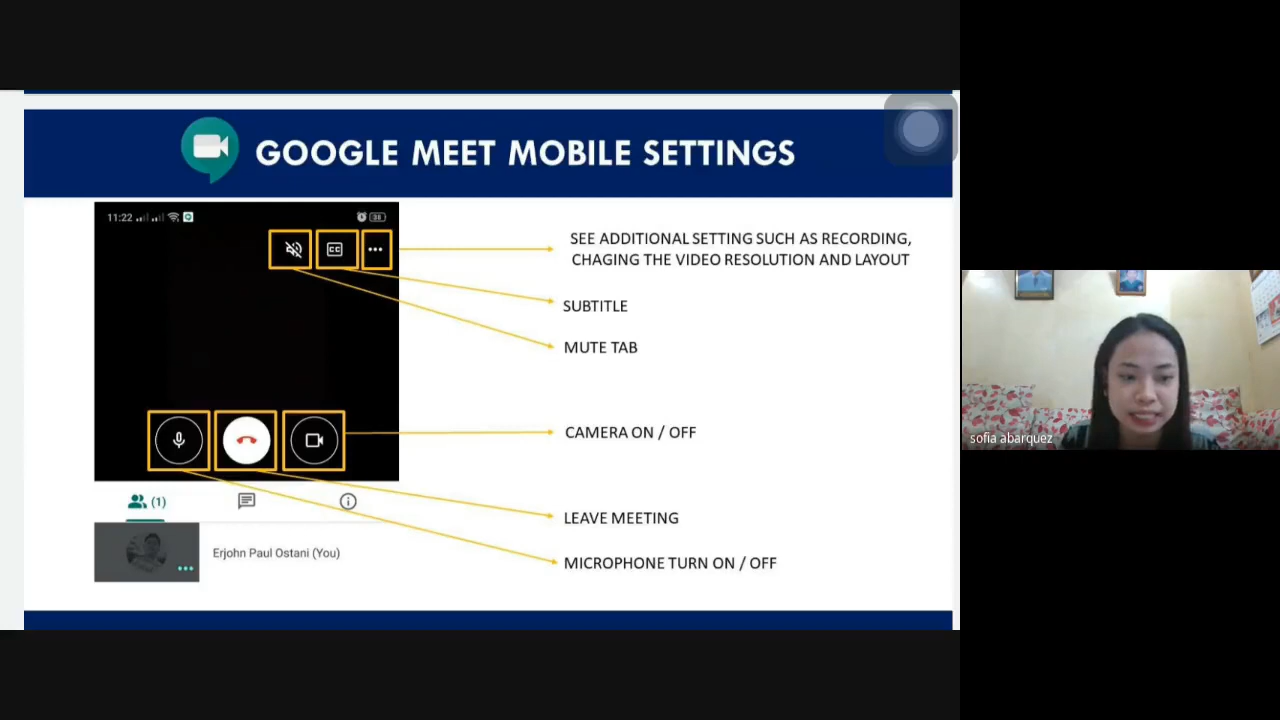 GOOGLE MEET MOBILE SETTINGS
11:22
CC
SEE ADDITIONAL SETTING SUCH AS RECORDING,
CHAGING THE VIDEO RESOLUTION AND LAYOUT
SUBTITLE
MUTE TAB
CAMERA ON / OFF
LEAVE MEETING
MICROPHONE TURN ON / OFF
(1)
Erjohn Paul Ostani (You)
sofia abarquez